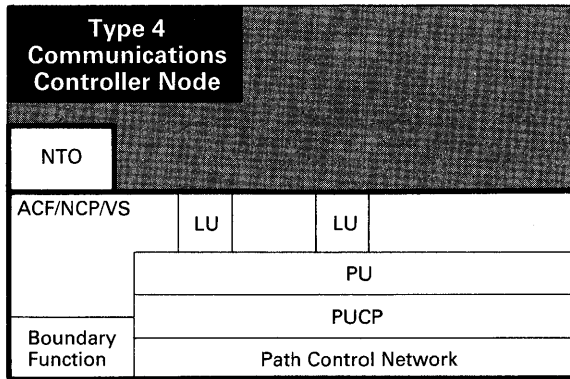 Type 4
Communications
Controller Node
NTO
ACF/NCP/VS
LU
LU
PU
PUCP
Boundary
Function
Path Control Network